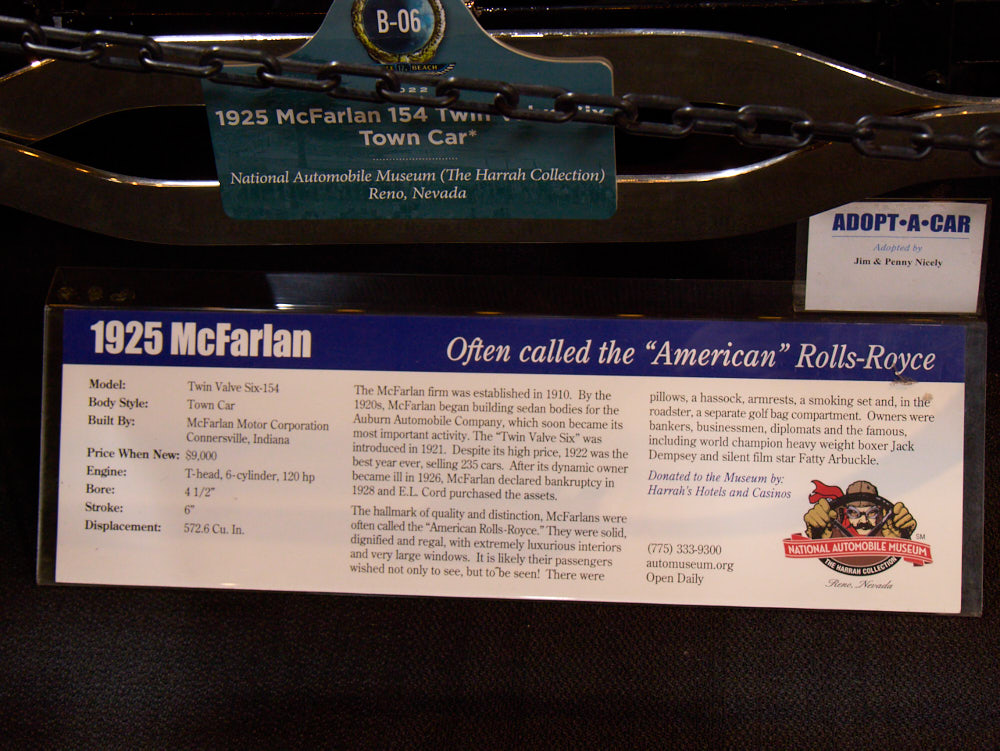 B-06
BEACH
022
1925 McFarlan 154 Twin
Town Car*
National Automobile Museum (The Harrah Collection)
Reno, Nevada
ADOPT•A•CAR
Adopted by
Jim & Penny Nicely
1925 McFarlan
Often called the “American” Rolls-Royce
Model: Twin Valve Six-154
Body Style: Town Car
Built By: McFarlan Motor Corporation
Connersville, Indiana
Price When New: $9,000
Engine: T-head, 6-cylinder, 120 hp
Bore: 4 1/2”
Stroke: 6”
Displacement: 572.6 Cu. In.
The McFarlan firm was established in 1910. By the
1920s, McFarlan began building sedan bodies for the
Auburn Automobile Company, which soon became its
most important activity. The “Twin Valve Six” was
introduced in 1921. Despite its high price, 1922 was the
best year ever, selling 235 cars. After its dynamic owner
became ill in 1926, McFarlan declared bankruptcy in
1928 and E.L. Cord purchased the assets.
The hallmark of quality and distinction, McFarlans were
often called the “American Rolls-Royce.” They were solid,
dignified and regal, with extremely luxurious interiors
and very large windows. It is likely their passengers
wished not only to see, but to be seen! There were
pillows, a hassock, armrests, a smoking set and, in the
roadster, a separate golf bag compartment. Owners were
bankers, businessmen, diplomats and the famous,
including world champion heavy weight boxer Jack
Dempsey and silent film star Fatty Arbuckle.
Donated to the Museum by:
Harrah's Hotels and Casinos
(775) 333-9300
automuseum.org
Open Daily
SM
NATIONAL AUTOMOBILE MUSEUM
THE HARRAH COLLECTION
Reno, Nevada